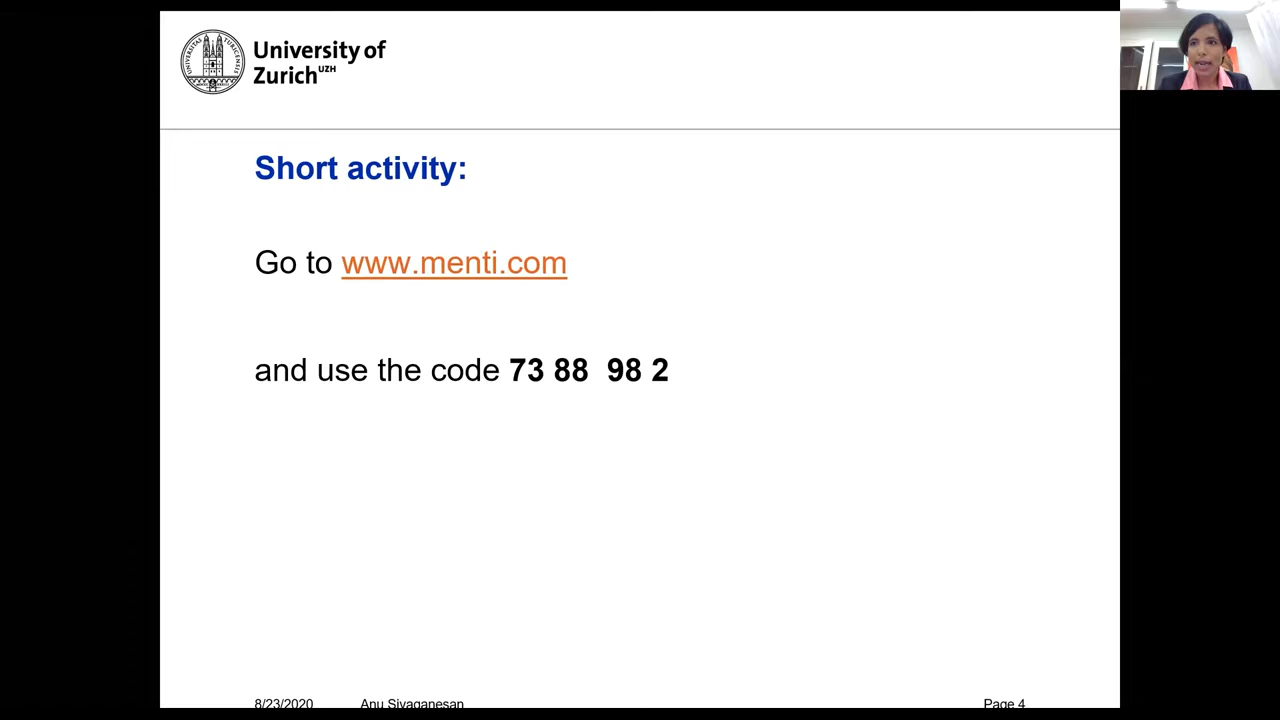 University of
Zurich UZH
Short activity:
Go to www.menti.com
and use the code 73 88 98 2
8/23/2020 Anu Sivaganesan Page 4